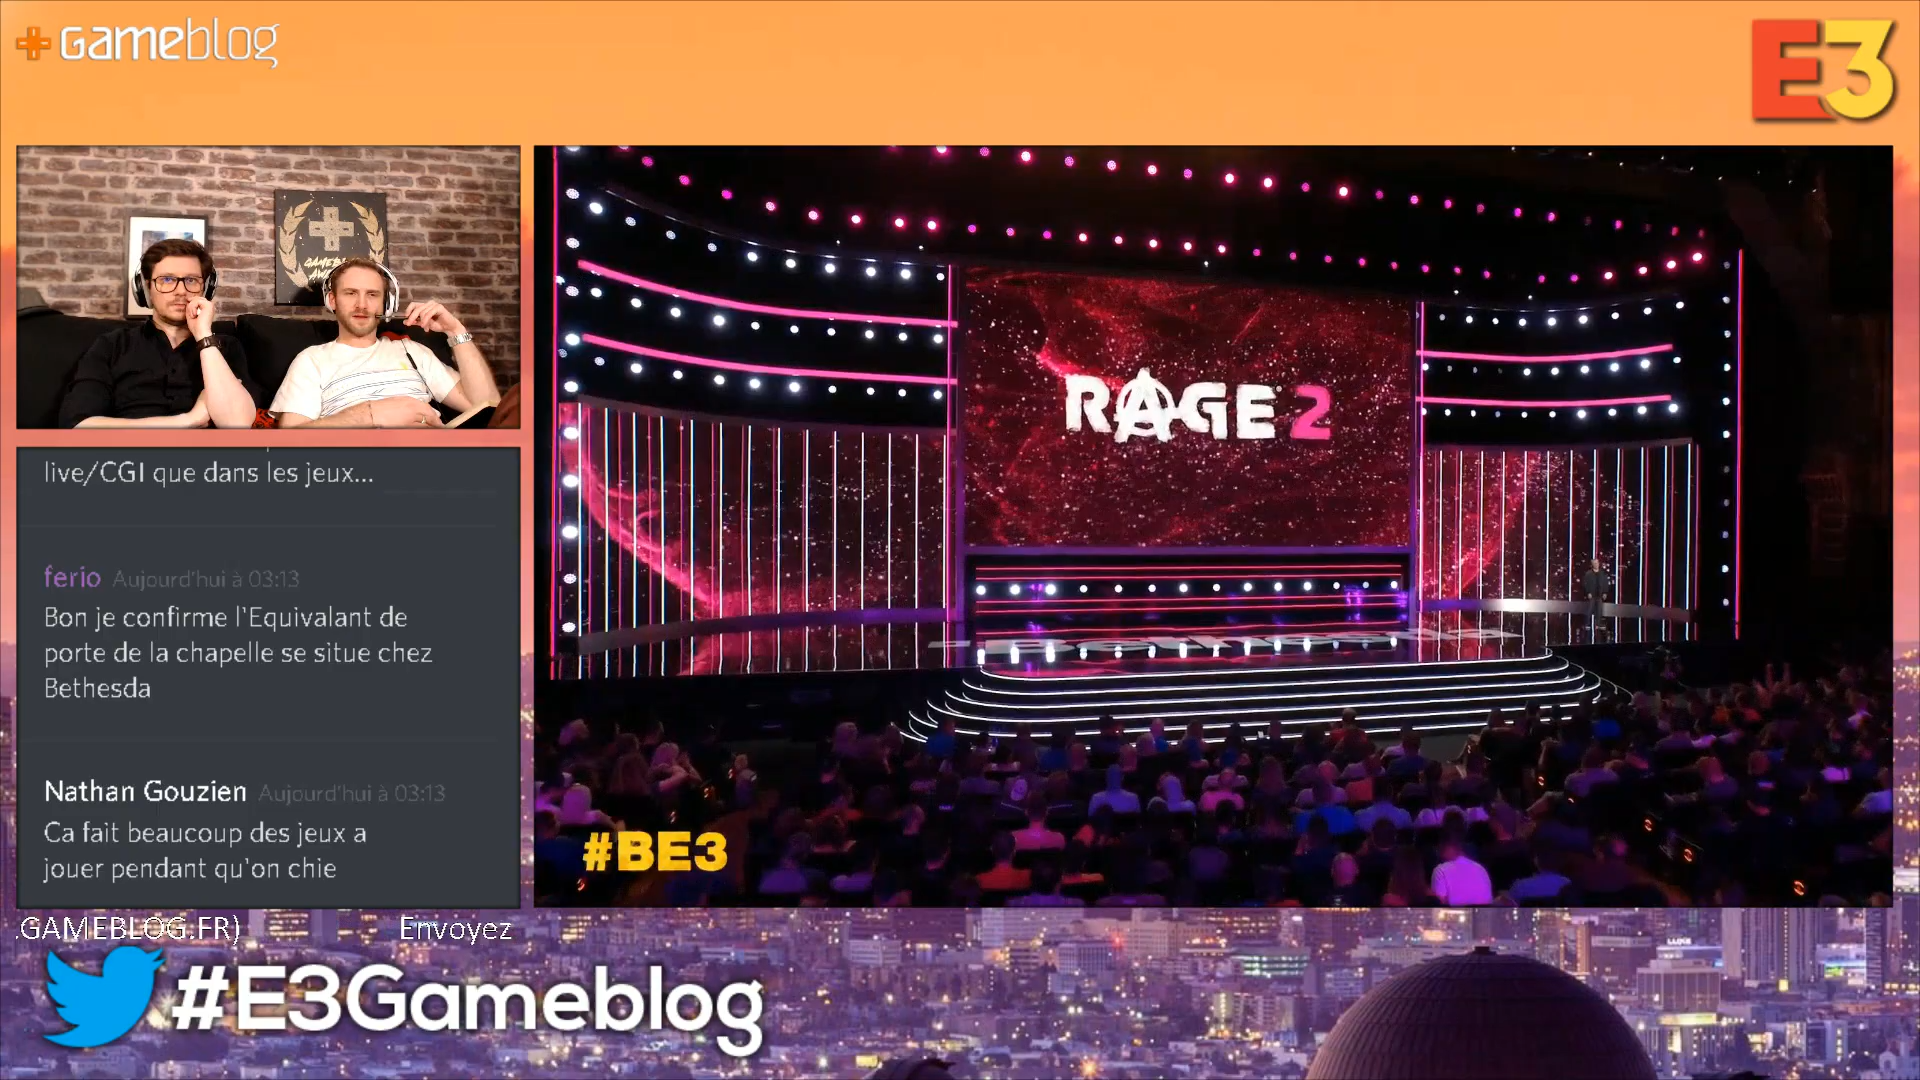 gameblog
E3
GAMEBLOG
RAGE 2
live/CGI que dans les jeux...
ferio Aujourd'hui à 03:13
Bon je confirme l'Equivalant de
porte de la chapelle se situe chez
Bethesda
Nathan Gouzien Aujourd'hui à 03:13
Ca fait beaucoup des jeux a
jouer pendant qu'on chie
Bethesda
#BE3
.GAMEBLOG.FR) Envoyez
#E3Gameblog